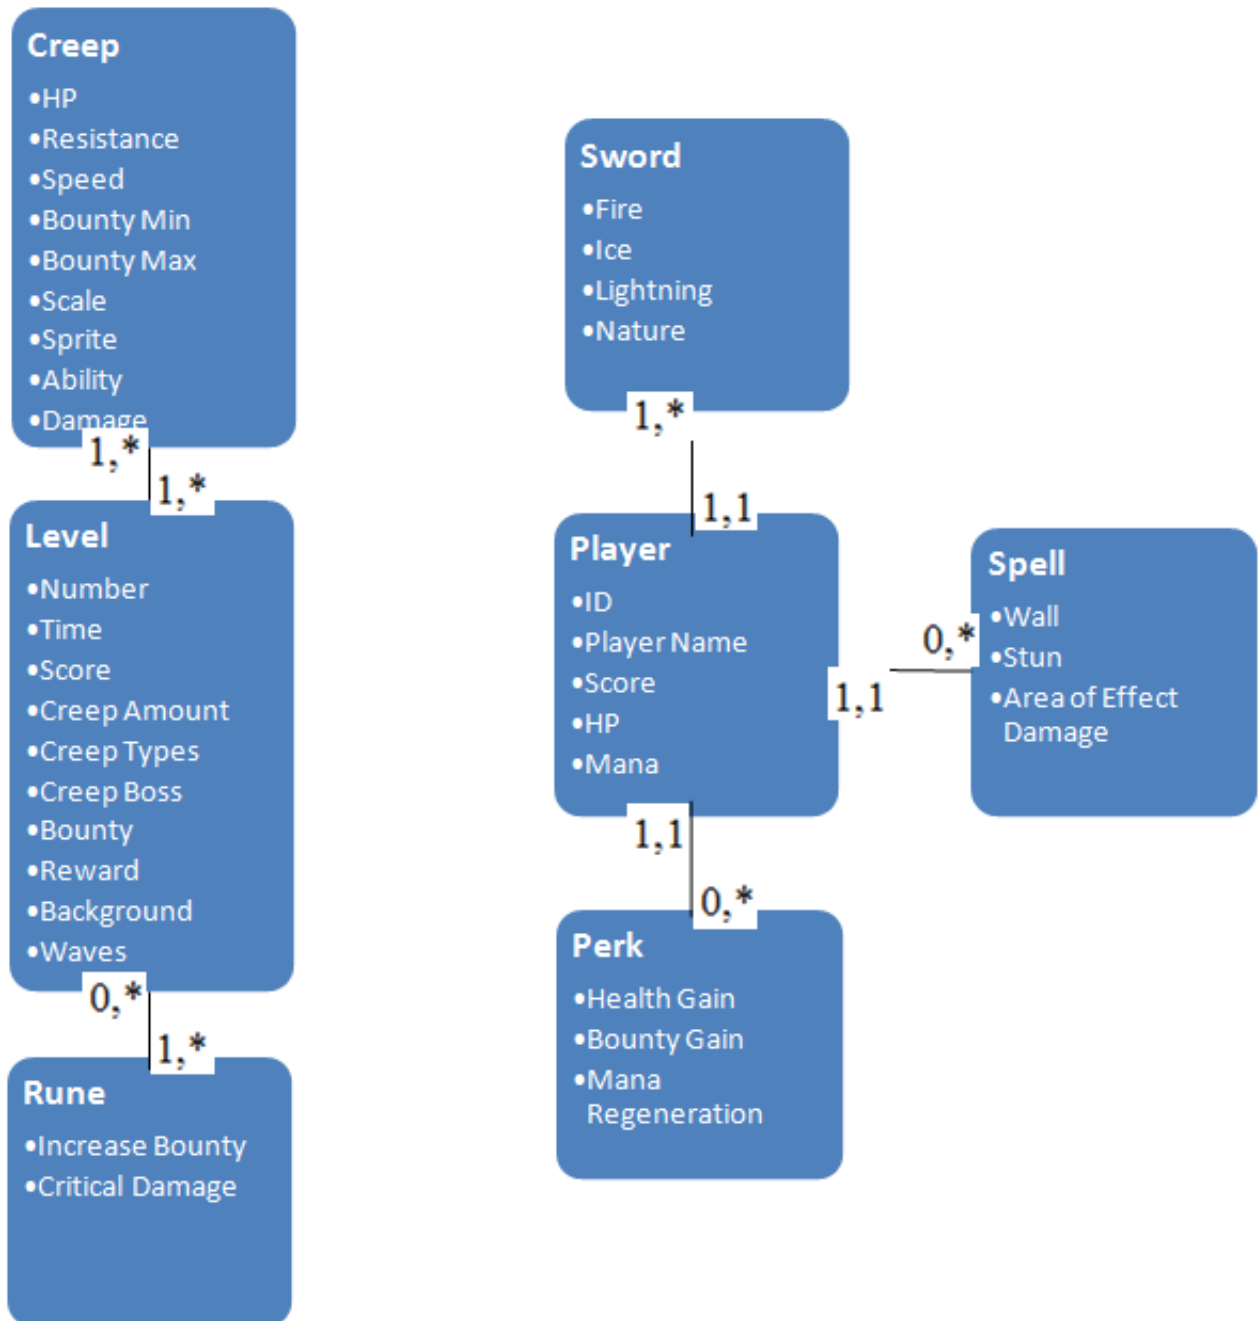 Creep
•HP
•Resistance
•Speed
•Bounty Min
•Bounty Max
•Scale
•Sprite
•Ability
•Damage
1,*
1,*
Level
•Number
•Time
•Score
•Creep Amount
•Creep Types
•Creep Boss
•Bounty
•Reward
•Background
•Waves
0,*
1,*
Rune
•Increase Bounty
•Critical Damage
Sword
•Fire
•Ice
•Lightning
•Nature
1,*
1,1
Player
•ID
•Player Name
•Score
•HP
•Mana
1,1
0,*
Spell
•Wall
•Stun
•Area of Effect
Damage
1,1
0,*
Perk
•Health Gain
•Bounty Gain
•Mana
Regeneration